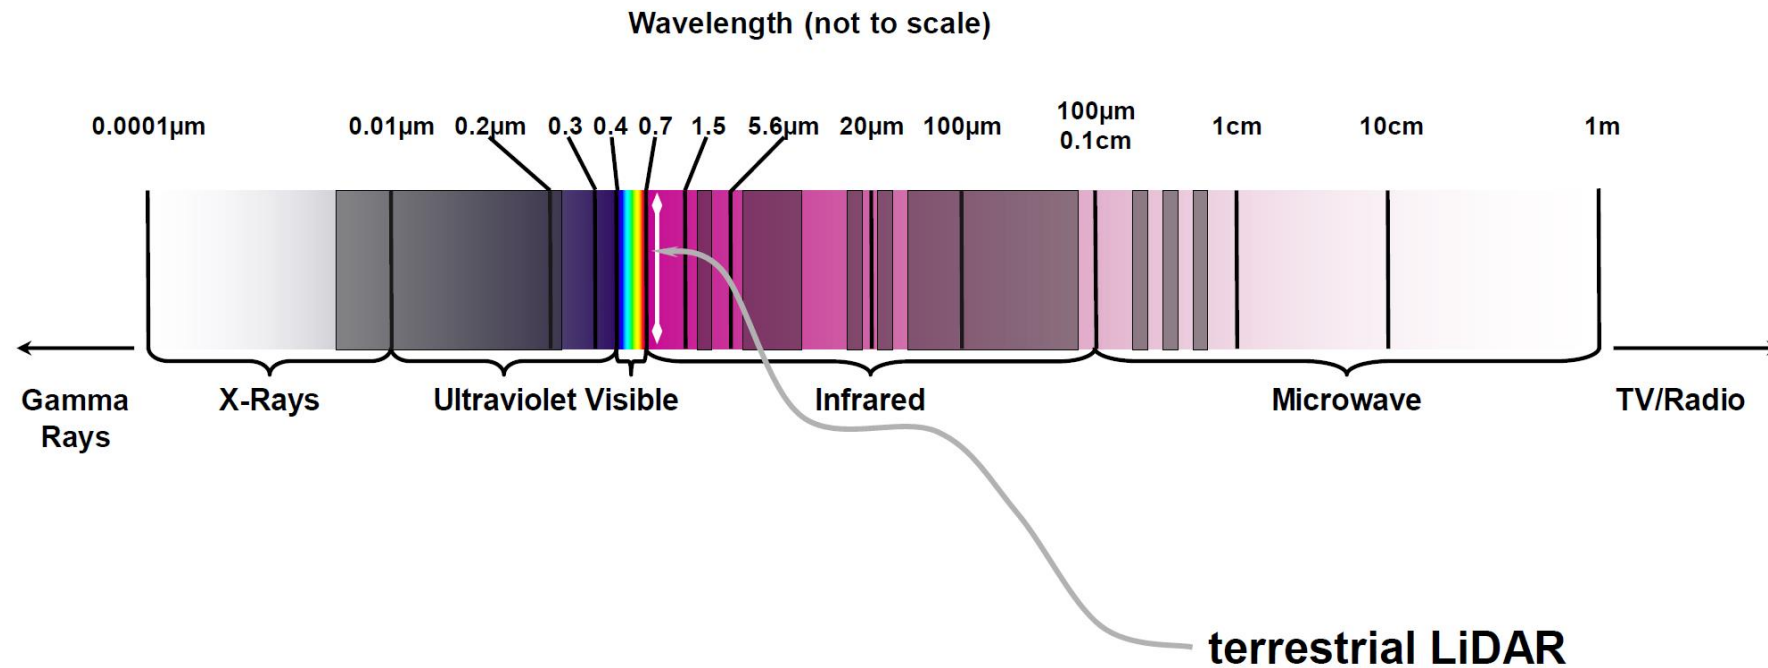 Wavelength (not to scale)
0.0001µm 0.01µm 0.2µm 0.3 0.4 0.7 1.5 5.6µm 20µm 100µm 100µm 1cm 10cm 1m
0.1cm
Gamma X-Rays Ultraviolet Visible Infrared Microwave TV/Radio
Rays
terrestrial LiDAR